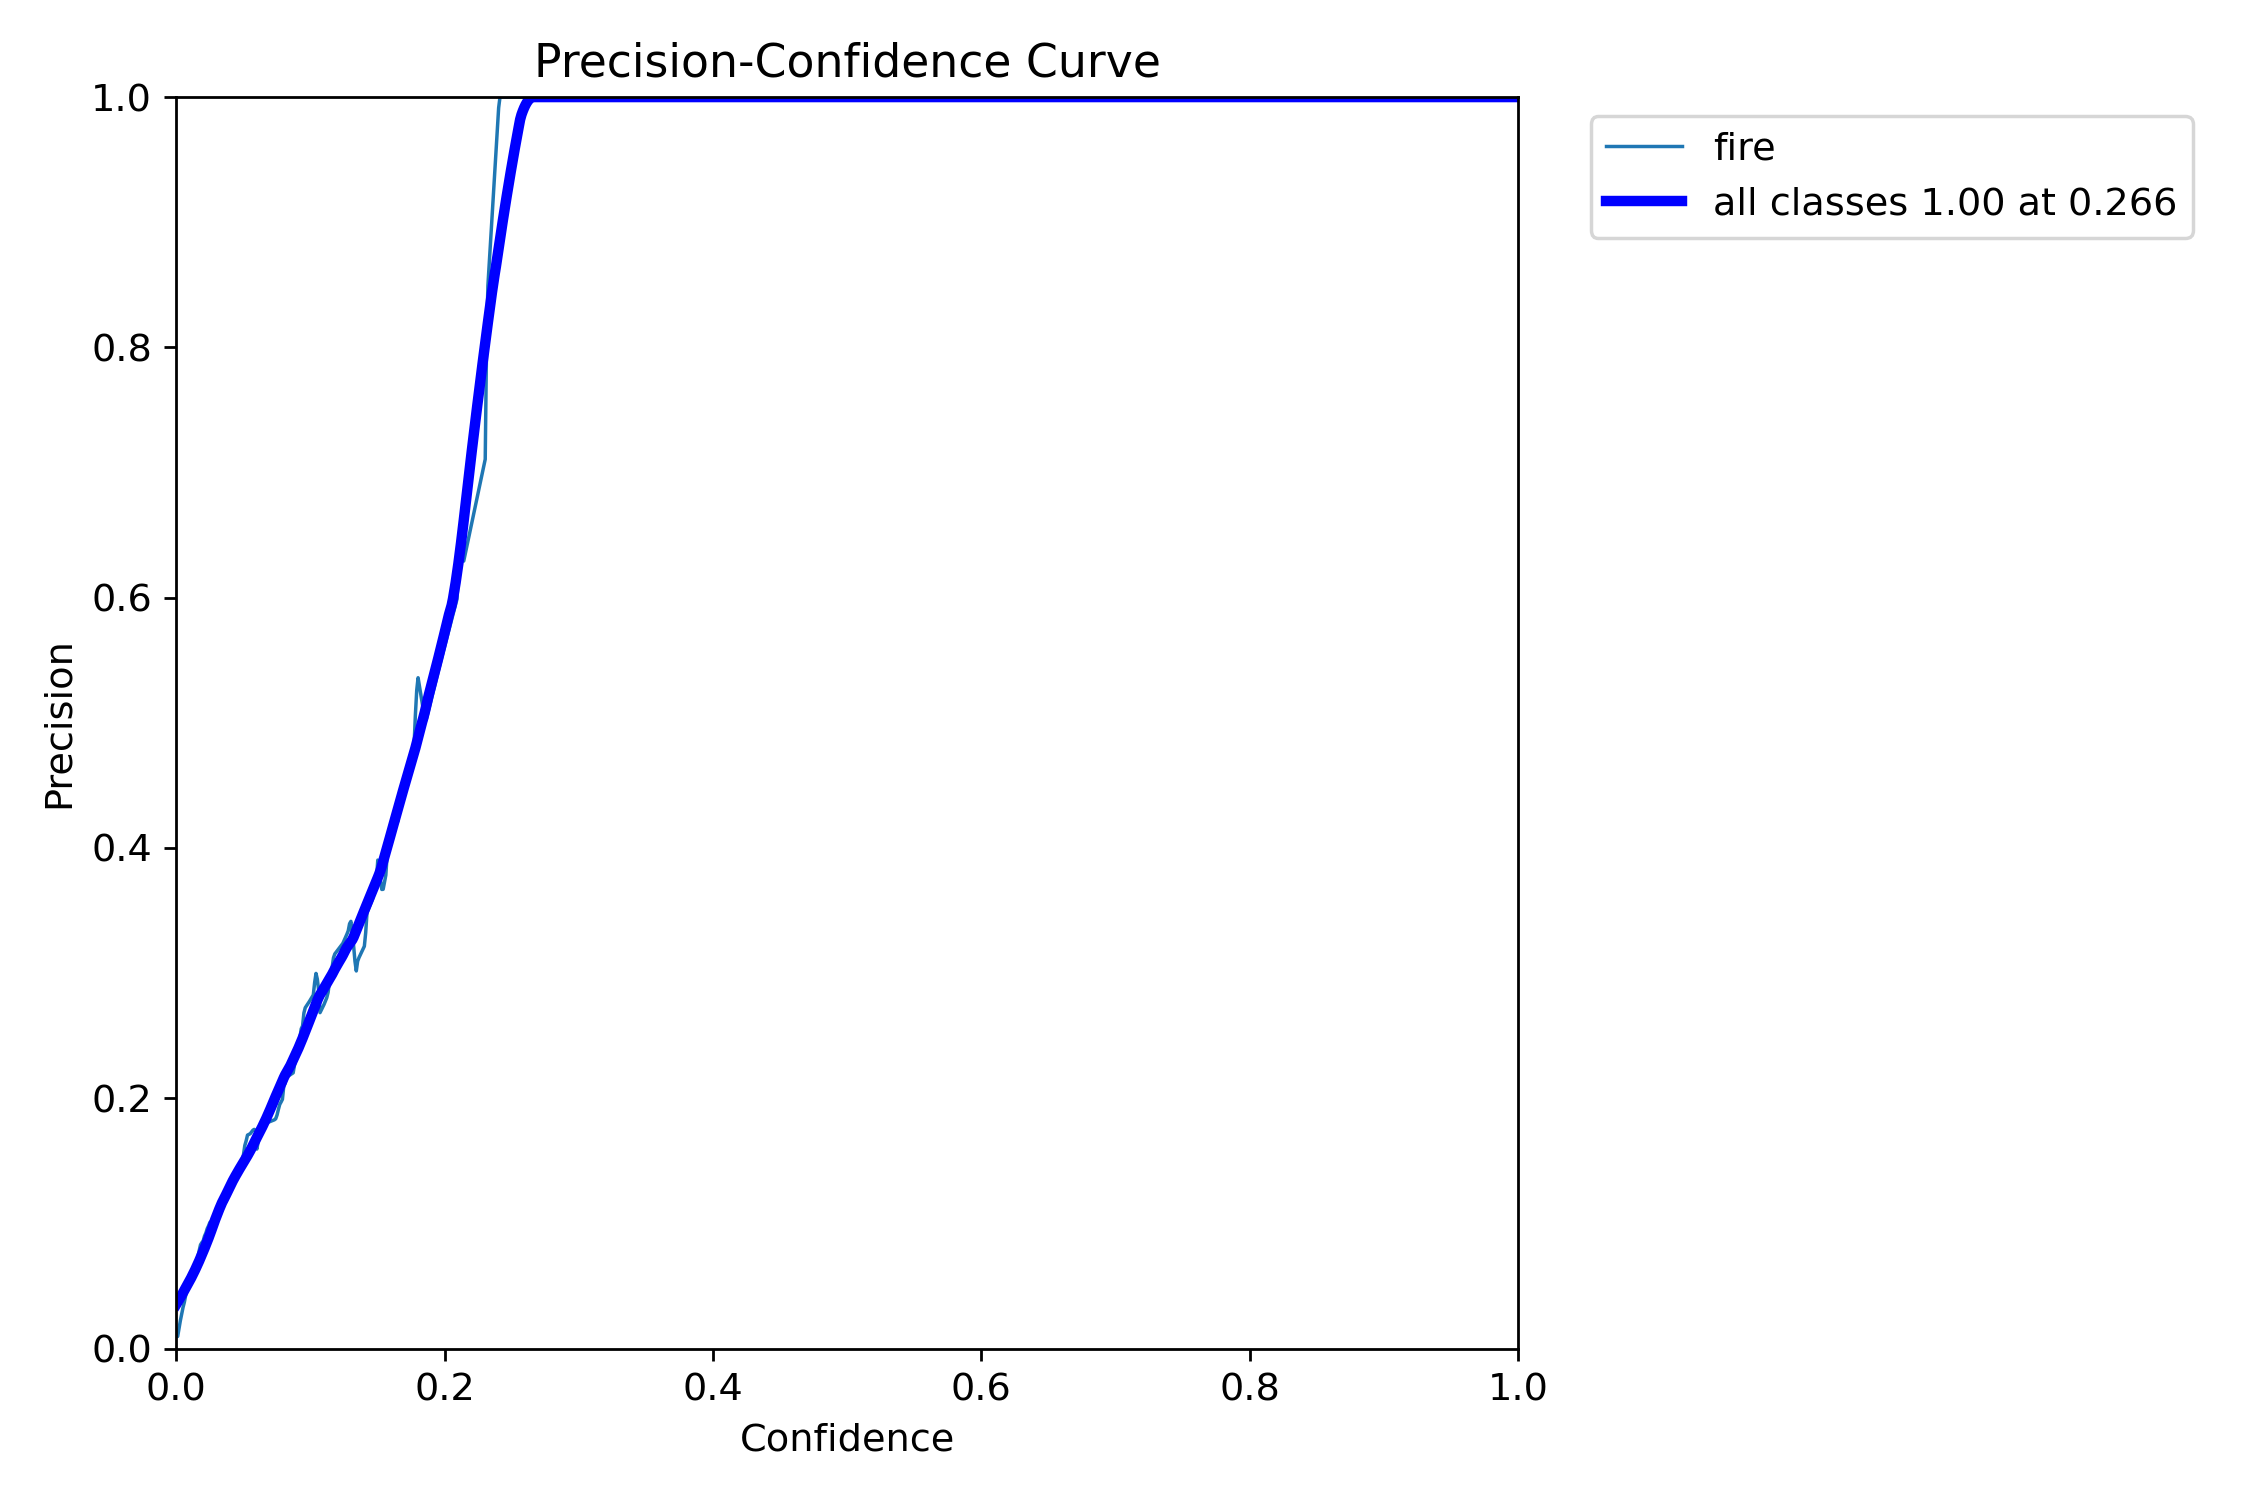 Precision-Confidence Curve
1.0
0.8
0.6
0.4
0.2
0.0
Precision
0.0 0.2 0.4 0.6 0.8 1.0
Confidence
fire
all classes 1.00 at 0.266